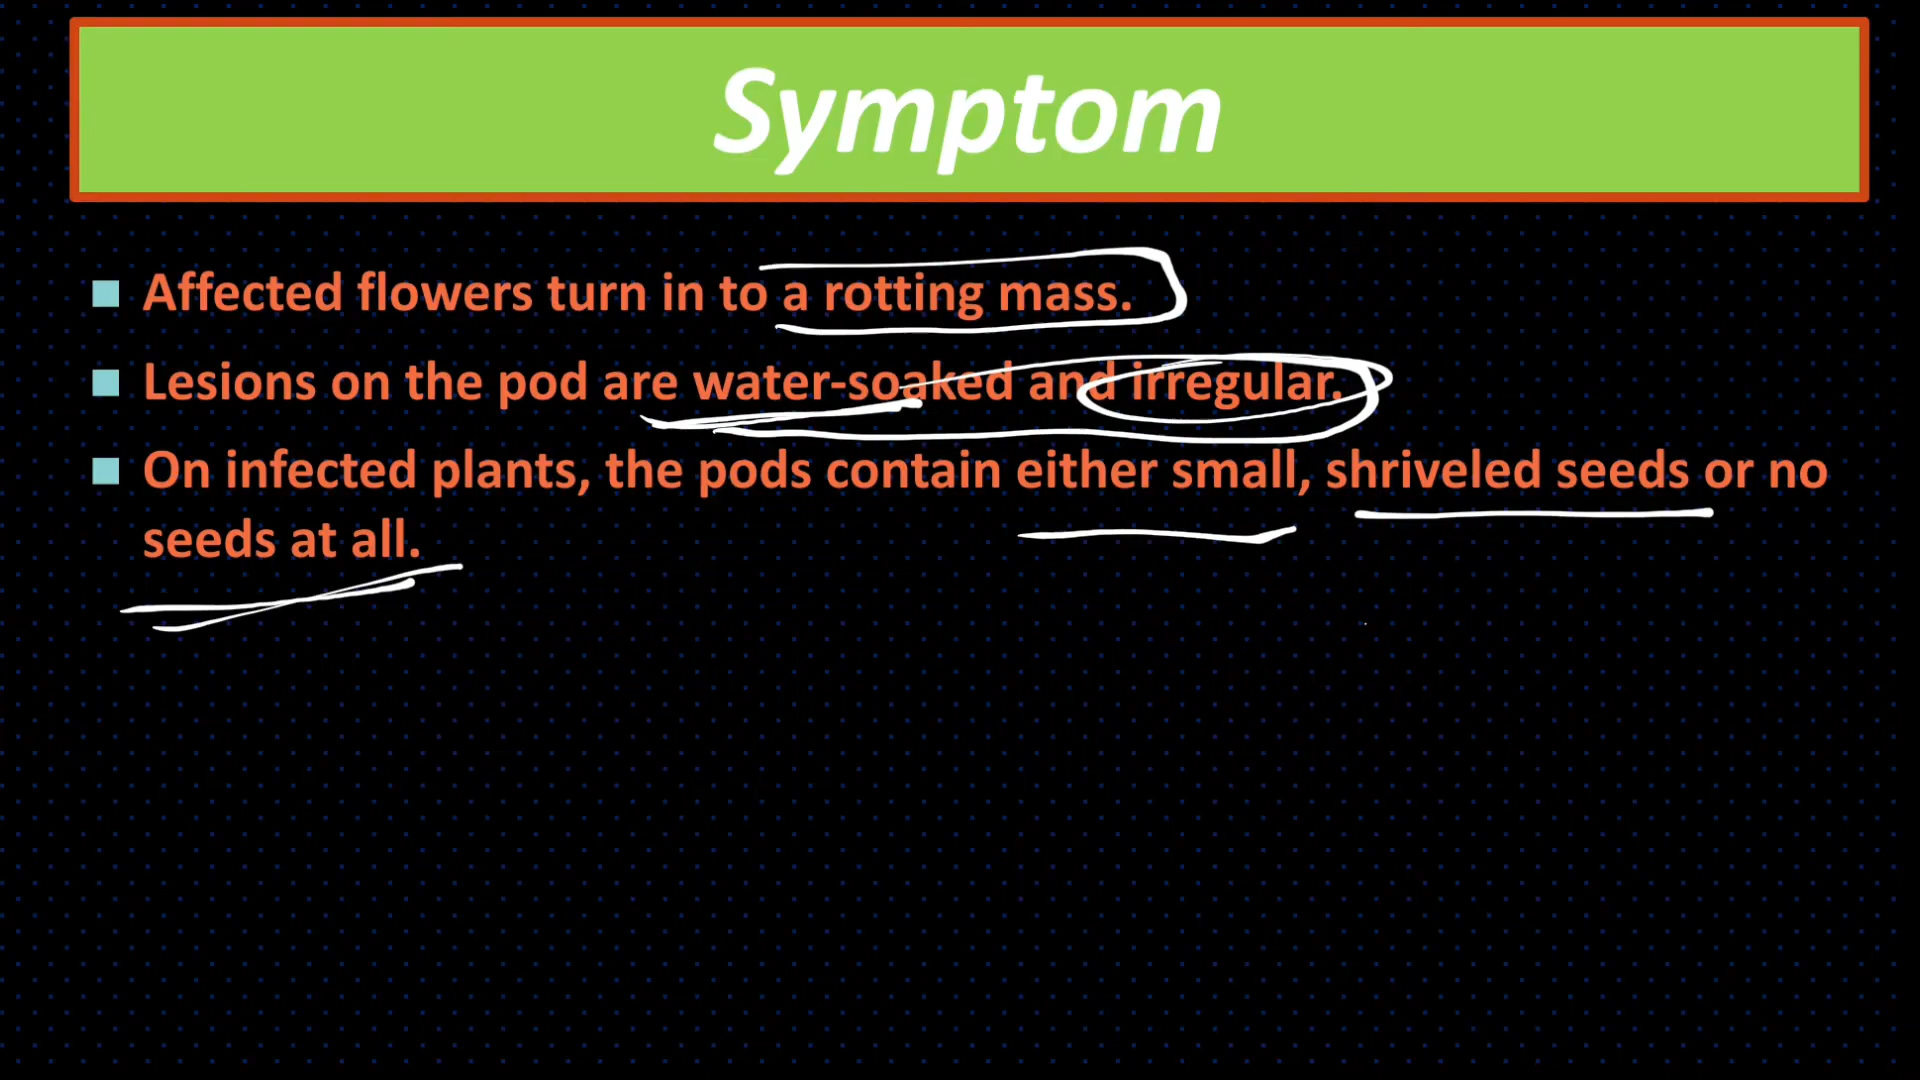 Symptom
Affected flowers turn in to a rotting mass.
Lesions on the pod are water-soaked and irregular.
On infected plants, the pods contain either small, shriveled seeds or no
seeds at all.